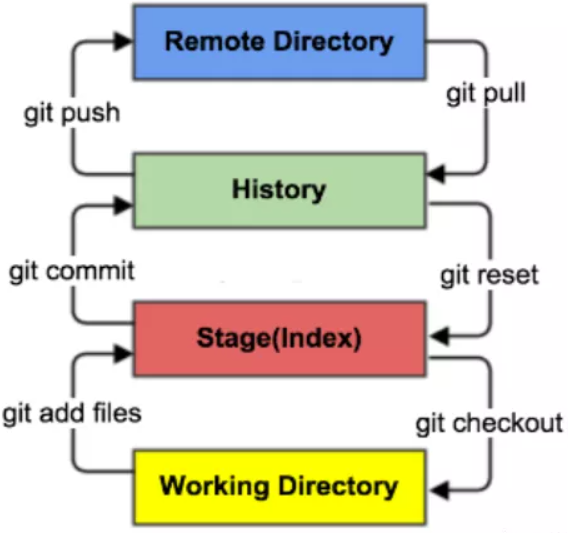 Remote Directory
git pull
git push
History
git commit
git reset
Stage(Index)
git add files
git checkout
Working Directory